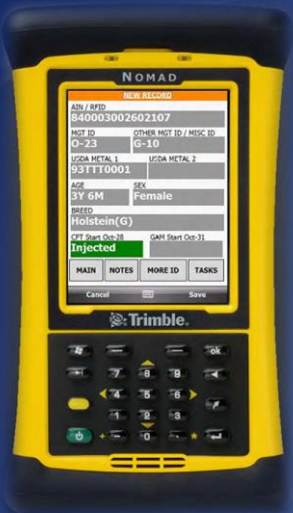 NOMAD
NEW RECORD
AIN / RFID
840003002602107
MGT ID OTHER MGT ID / MISC ID
O-23 G-10
USDA METAL 1 USDA METAL 2
93TTT0001
AGE SEX
3Y 6M Female
BREED
Holstein(G)
CFT Start Oct-28 GAM Start Oct-31
Injected
MAIN NOTES MORE ID TASKS
Cancel Save
Trimble.
ok
7 8 9
4 5 6
1 2 3
+ - 0 . *